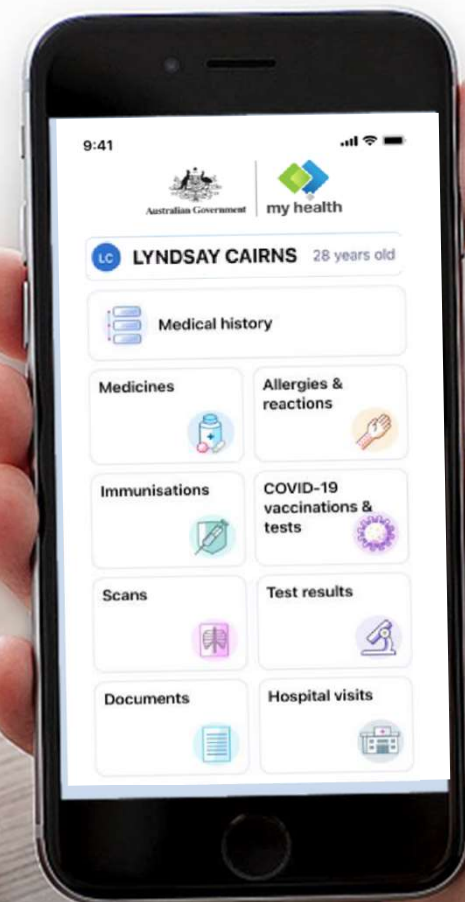 9:41
Australian Government
my health
LC LYNDSAY CAIRNS 28 years old
Medical history
Medicines
Allergies &
reactions
Immunisations
COVID-19
vaccinations &
tests
Scans
Test results
Documents
Hospital visits